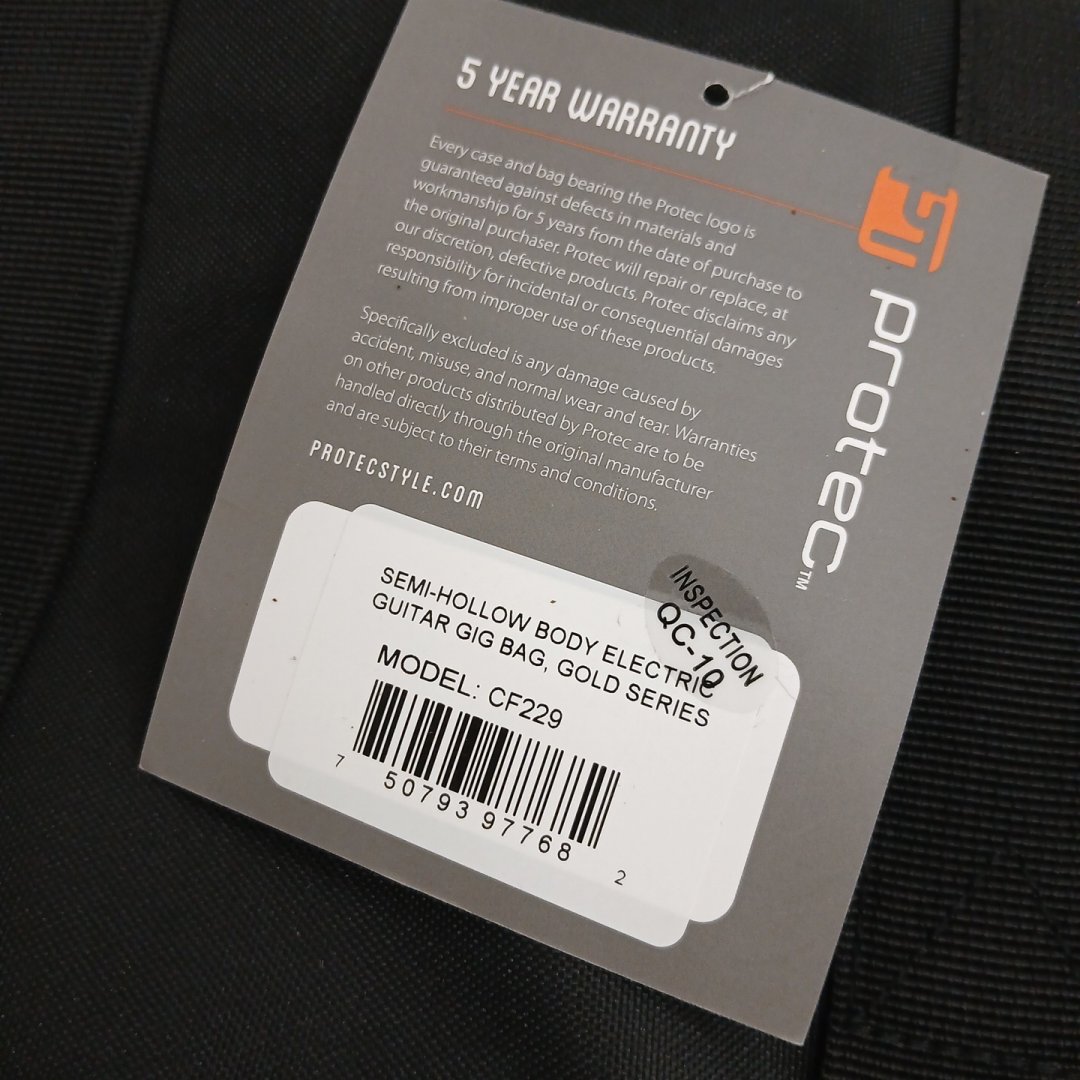 5 YEAR WARRANTY
Every case and bag bearing the Protec logo is
guaranteed against defects in materials and
workmanship for 5 years from the date of purchase to
the original purchaser. Protec will repair or replace, at
our discretion, defective products. Protec disclaims any
responsibility for incidental or consequential damages
resulting from improper use of these products.
Specifically excluded is any damage caused by
accident, misuse, and normal wear and tear. Warranties
on other products distributed by Protec are to be
handled directly through the original manufacturer
and are subject to their terms and conditions.
PROTECSTYLE.COM
protec™
INSPECTION
QC-10
SEMI-HOLLOW BODY ELECTRIC
GUITAR GIG BAG, GOLD SERIES
MODEL: CF229
7 50793 97768 2